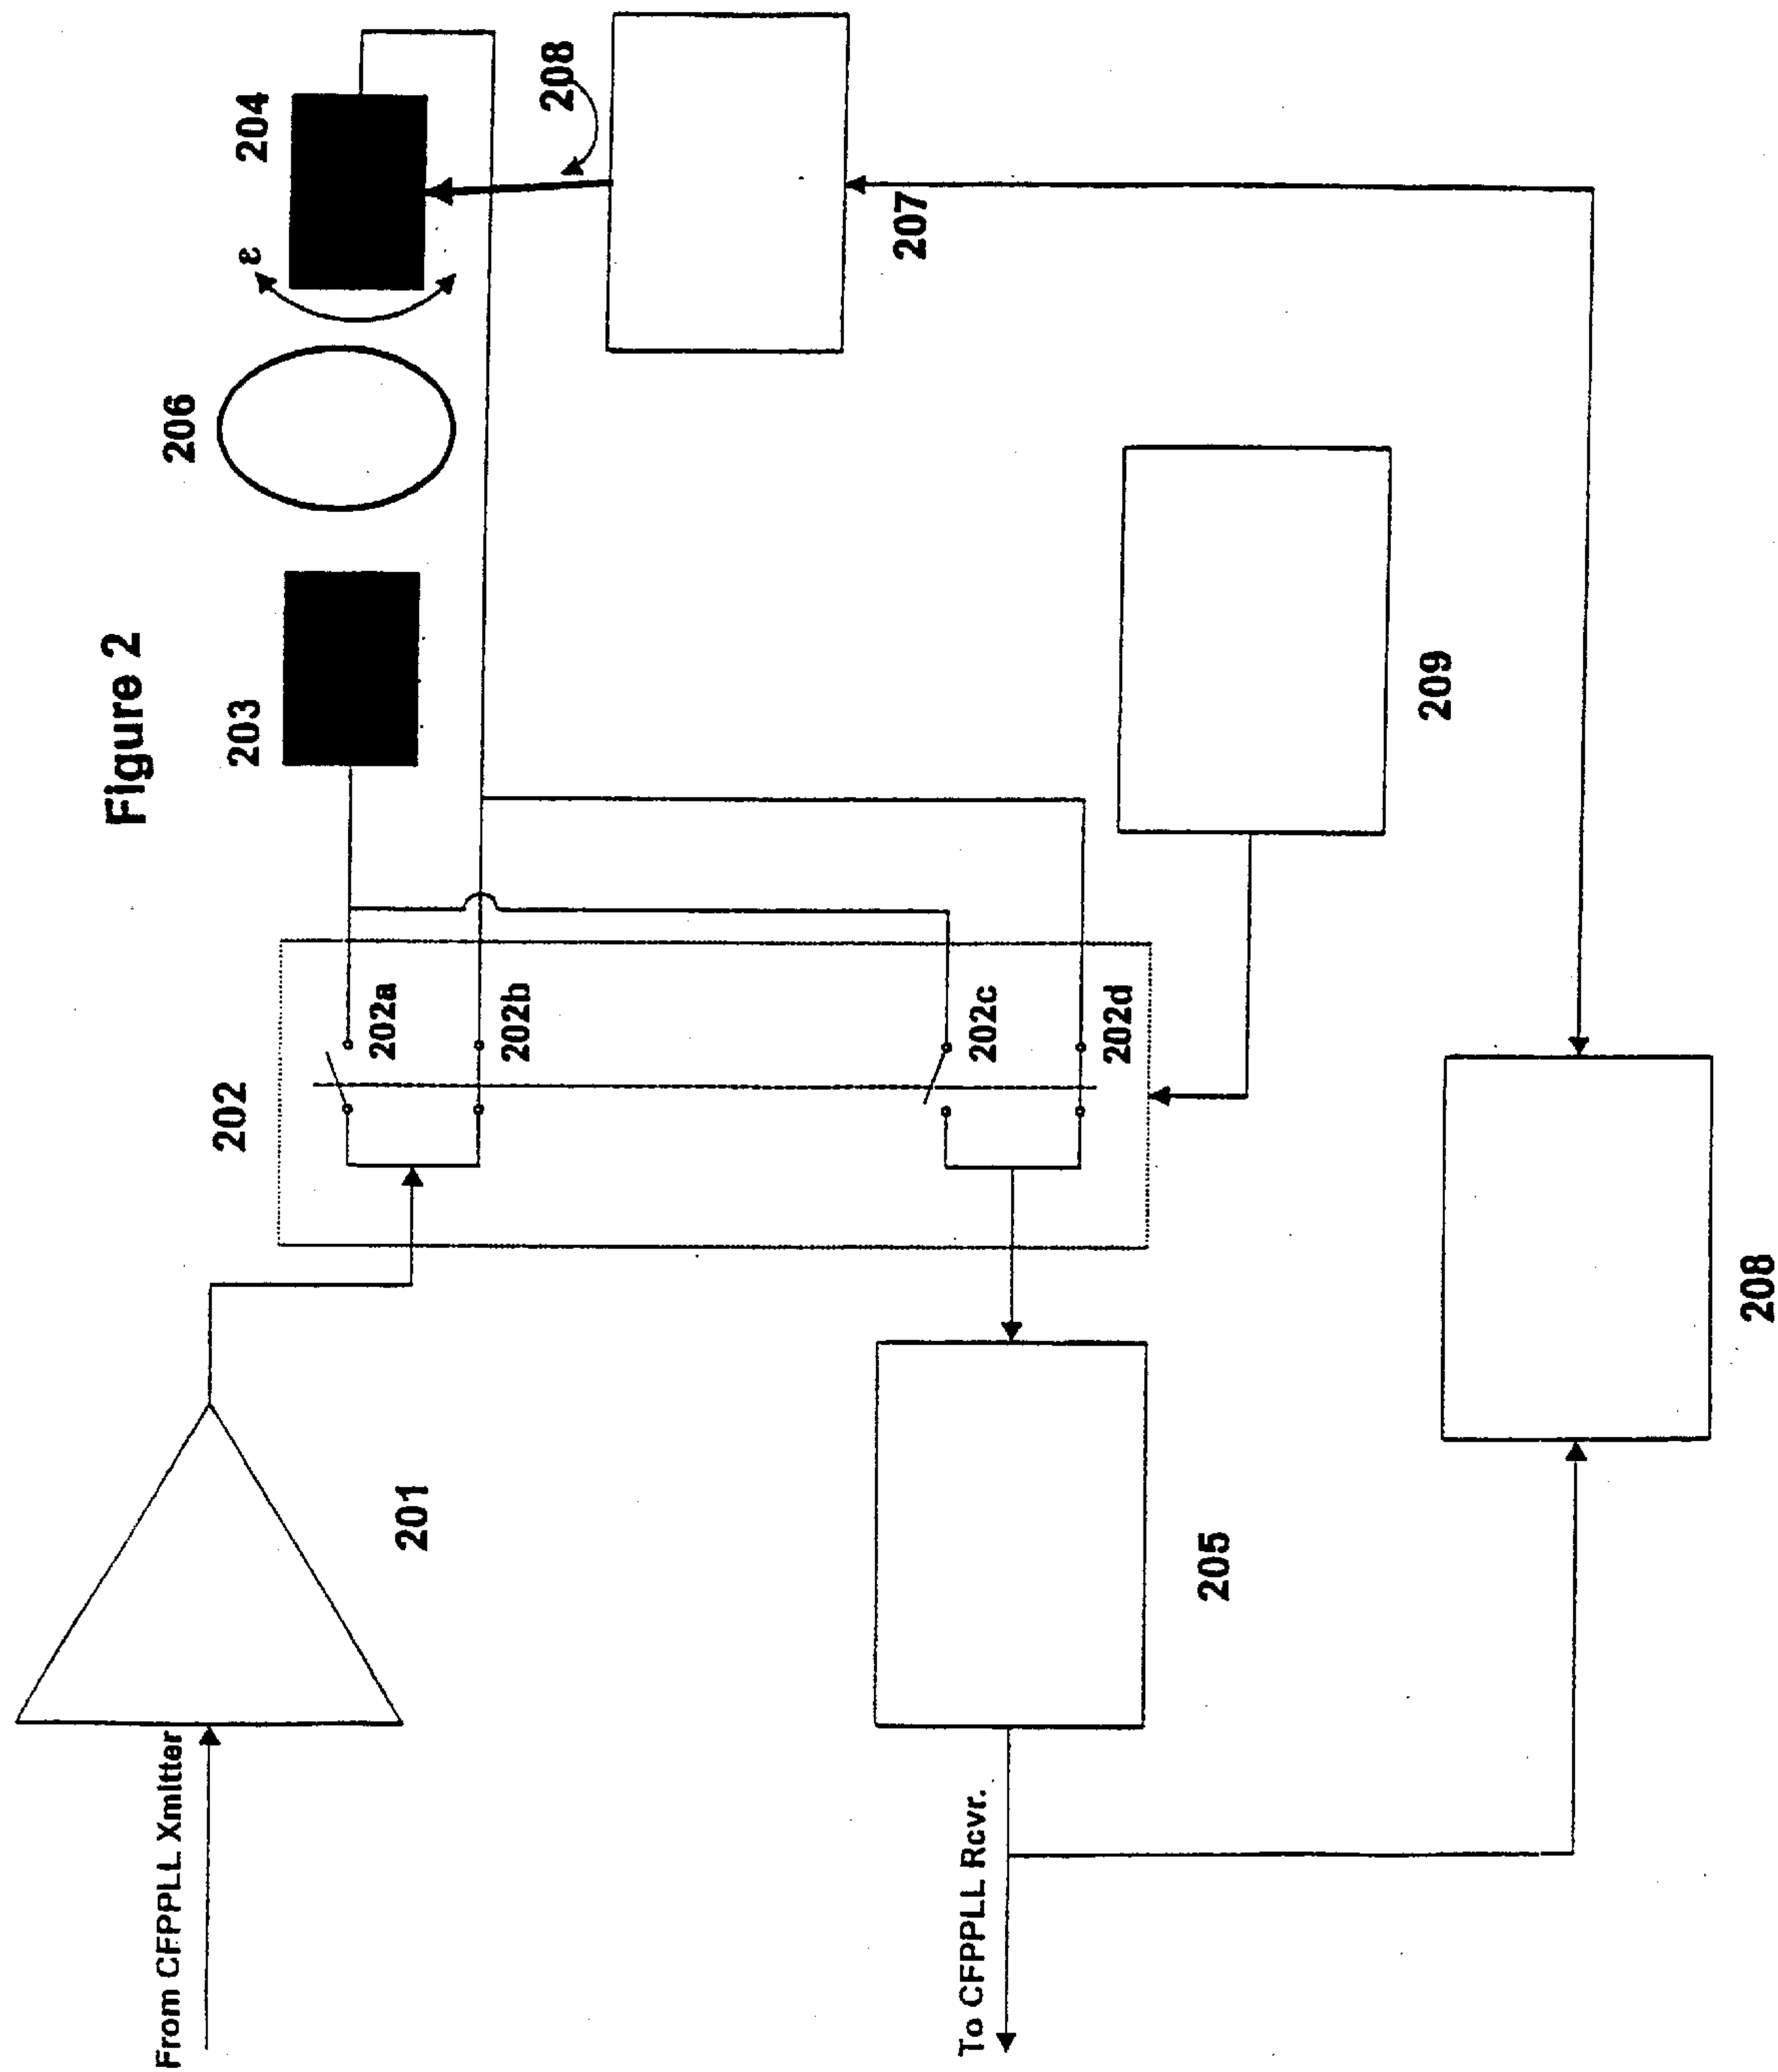 Figure 2
From CFPPLL Xmitter
201
202
202a
202b
202c
202d
203
206
ε
204
208
207
209
205
To CFPPLL Rcvr.
208